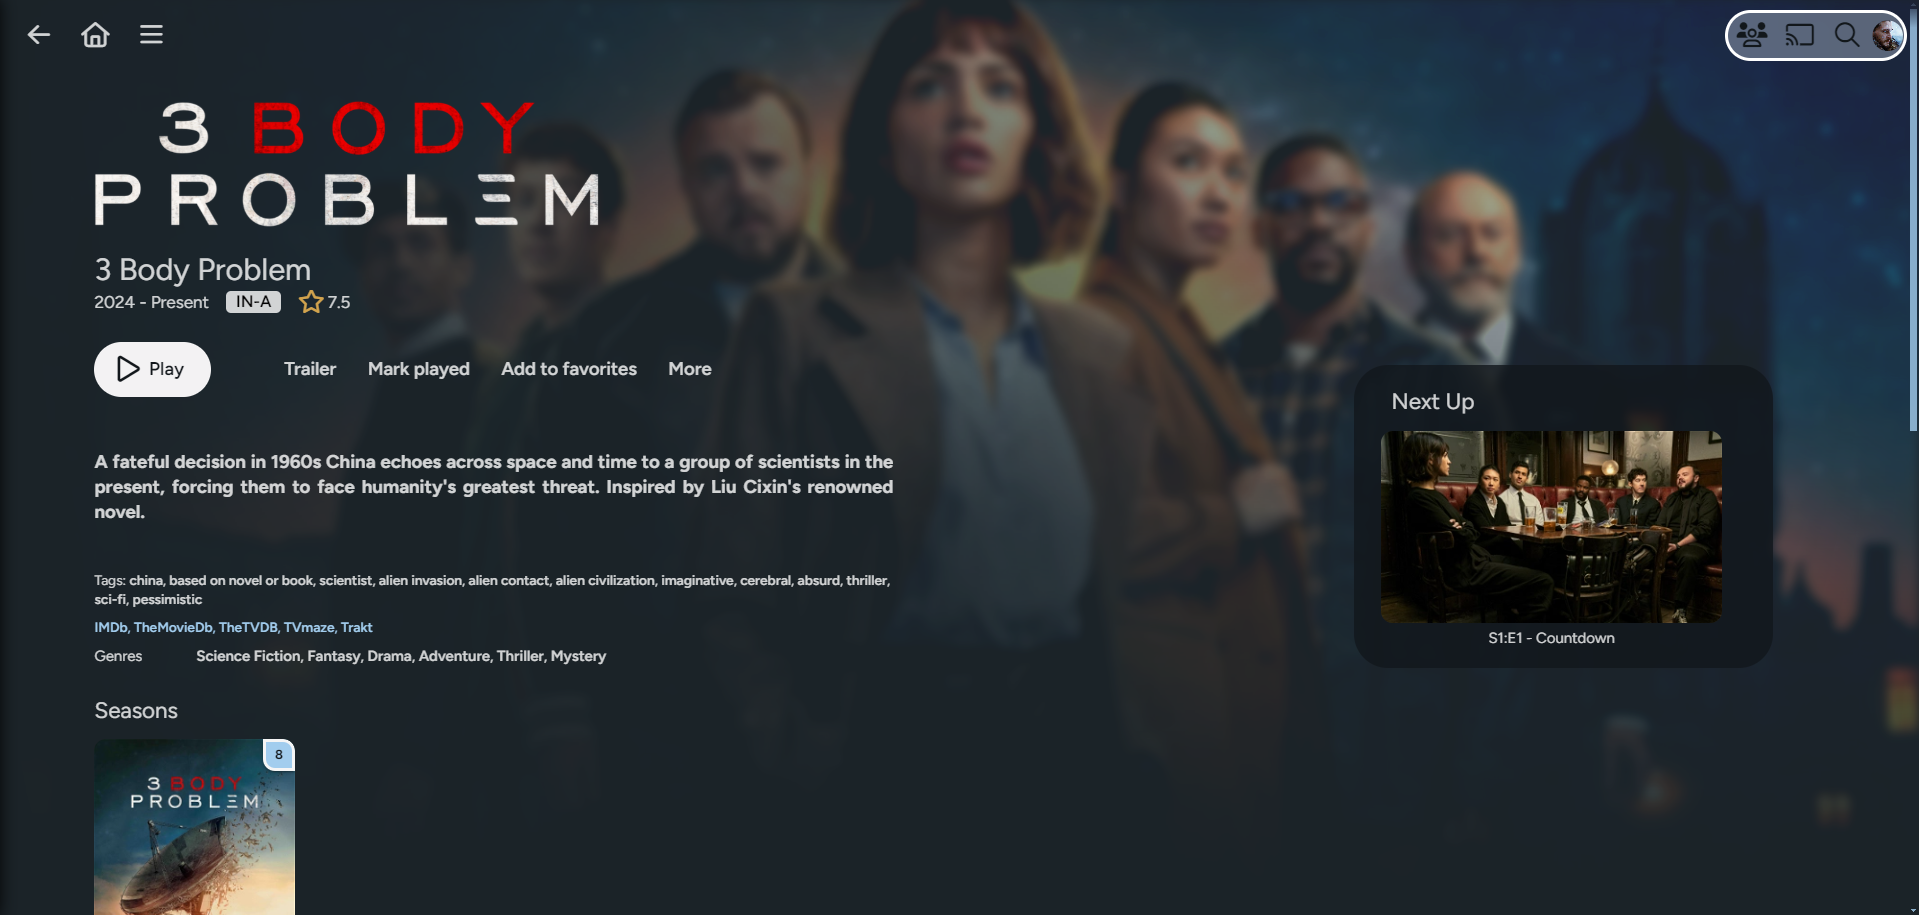 3 BODY
PROBLEM
3 Body Problem
2024 - Present IN-A 7.5
Play Trailer Mark played Add to favorites More
A fateful decision in 1960s China echoes across space and time to a group of scientists in the
present, forcing them to face humanity's greatest threat. Inspired by Liu Cixin's renowned
novel.
Tags: china, based on novel or book, scientist, alien invasion, alien contact, alien civilization, imaginative, cerebral, absurd, thriller,
sci-fi, pessimistic
IMDb, TheMovieDb, TheTVDB, TVmaze, Trakt
Genres Science Fiction, Fantasy, Drama, Adventure, Thriller, Mystery
Next Up
S1:E1 - Countdown
Seasons
8
3 BODY
PROBLEM